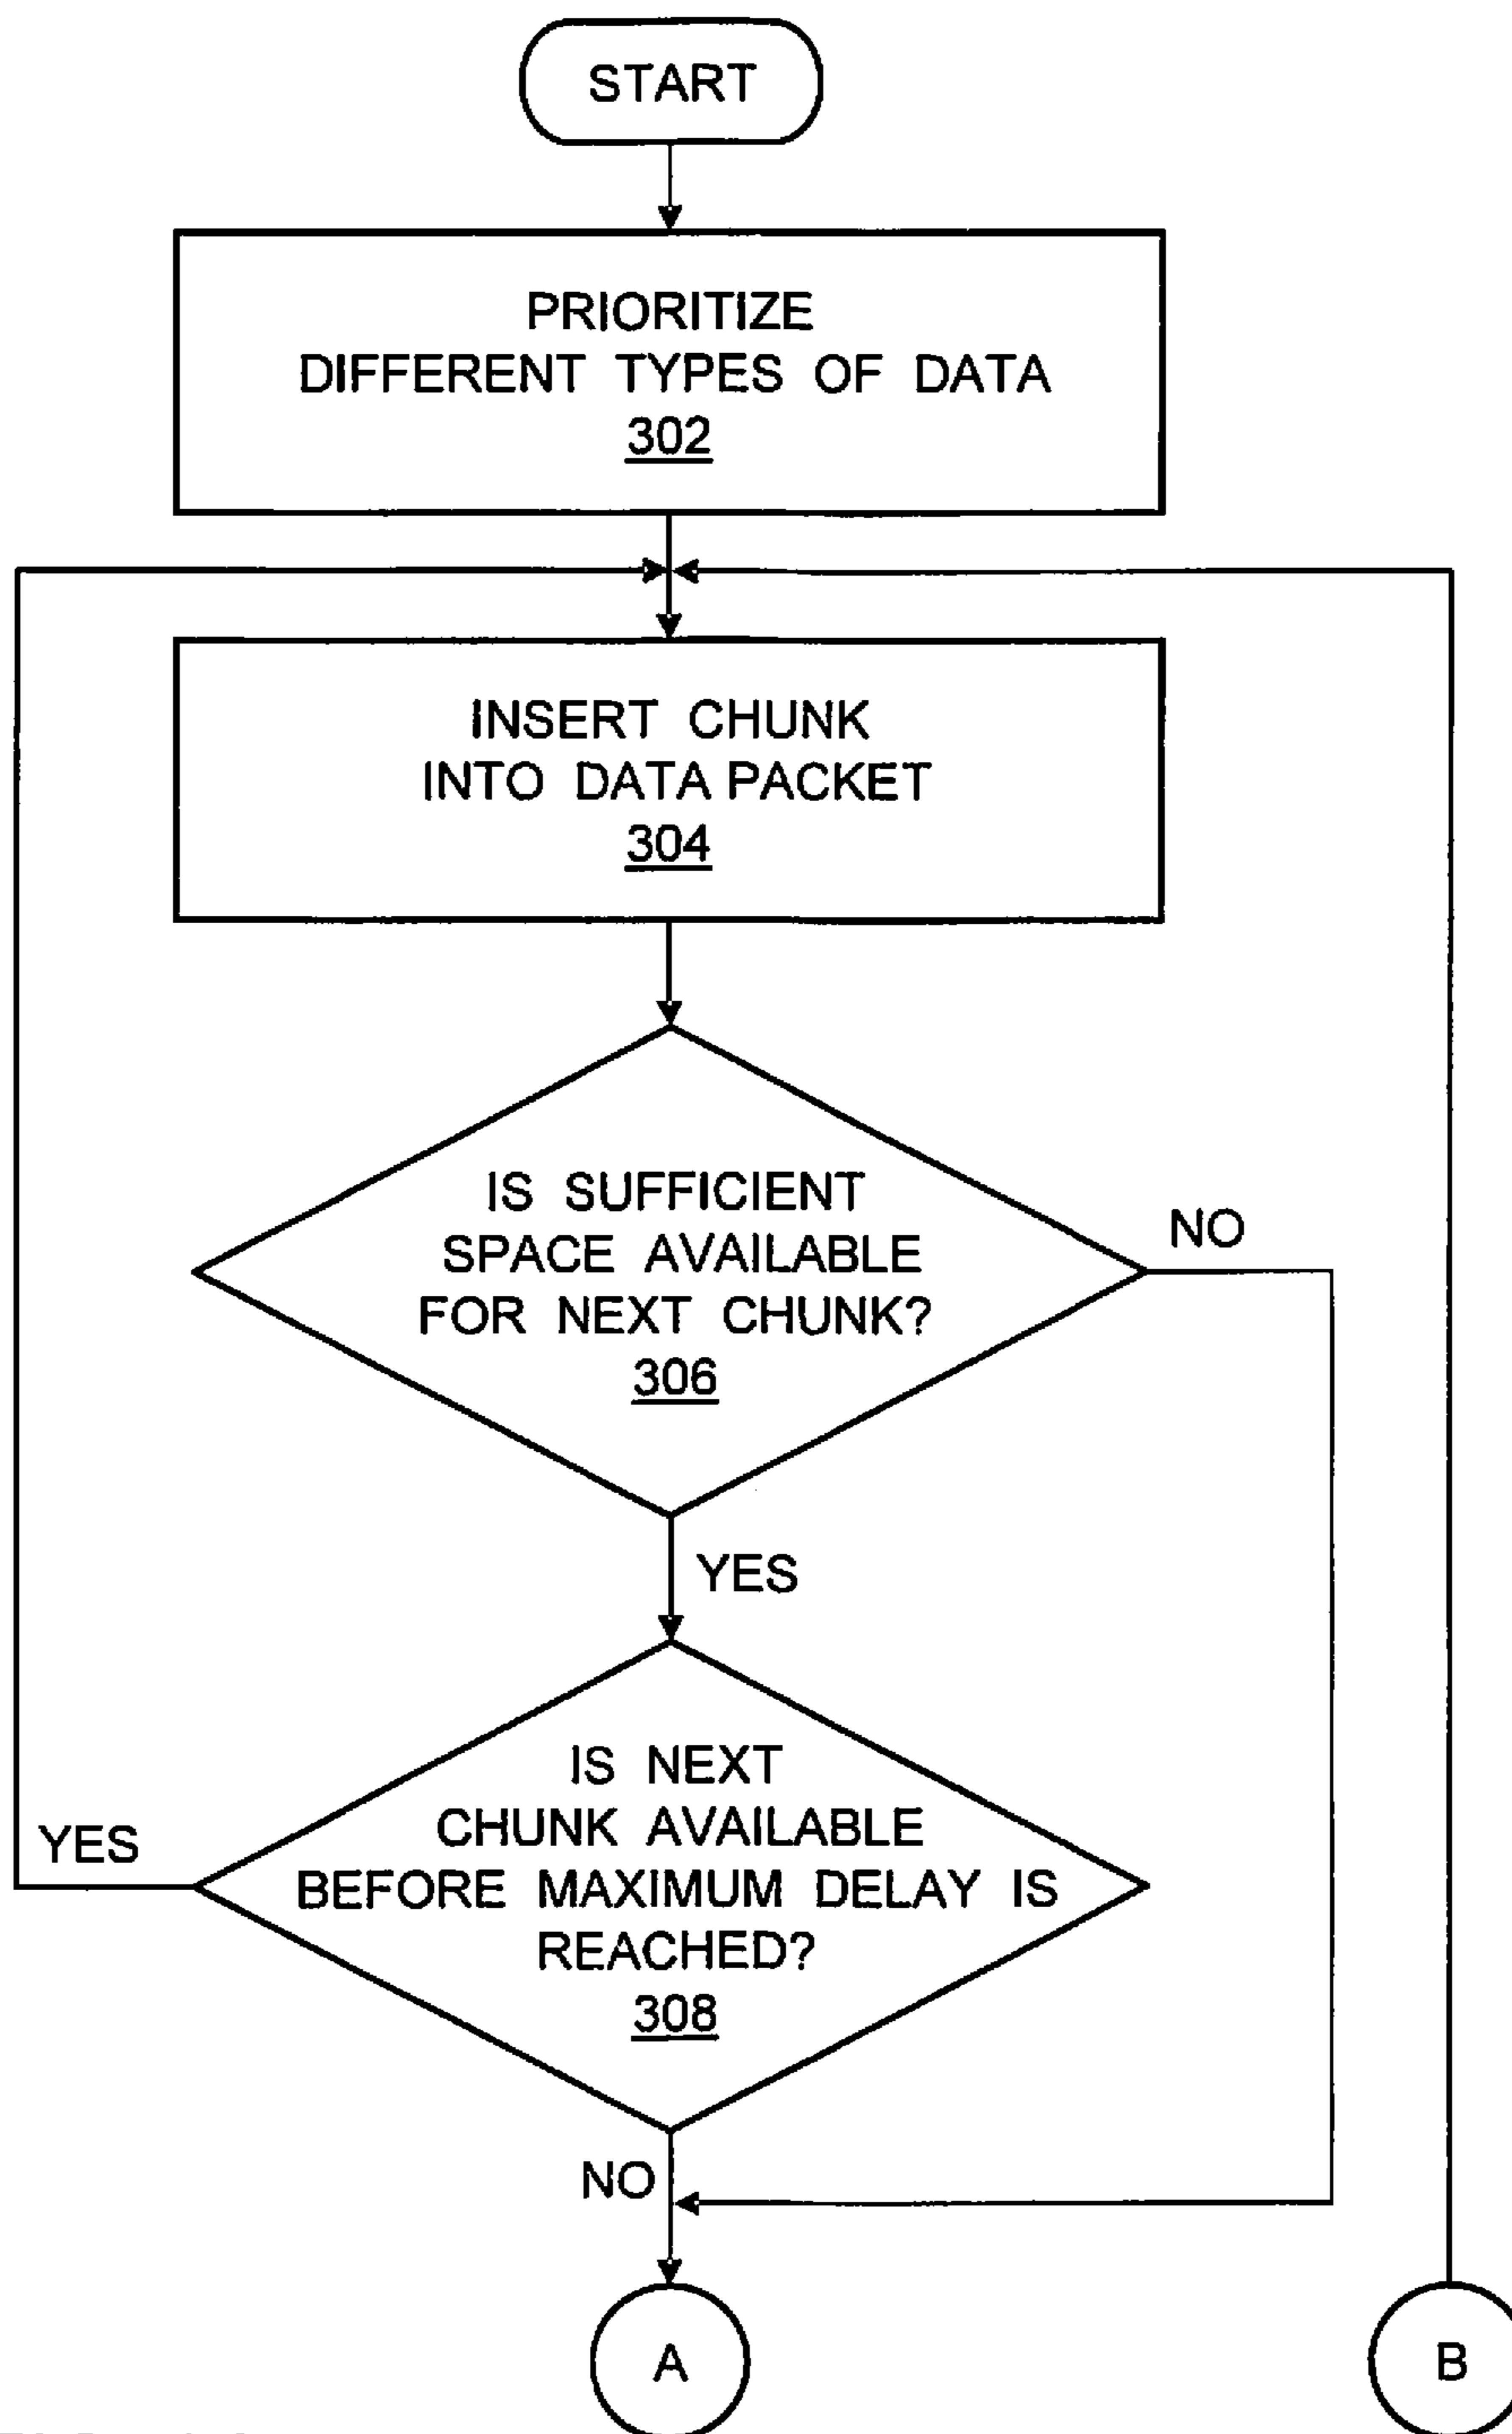 START
PRIORITIZE
DIFFERENT TYPES OF DATA
302
INSERT CHUNK
INTO DATA PACKET
304
IS SUFFICIENT
SPACE AVAILABLE
FOR NEXT CHUNK?
306
NO
YES
IS NEXT
CHUNK AVAILABLE
BEFORE MAXIMUM DELAY IS
REACHED?
308
YES
NO
A
B